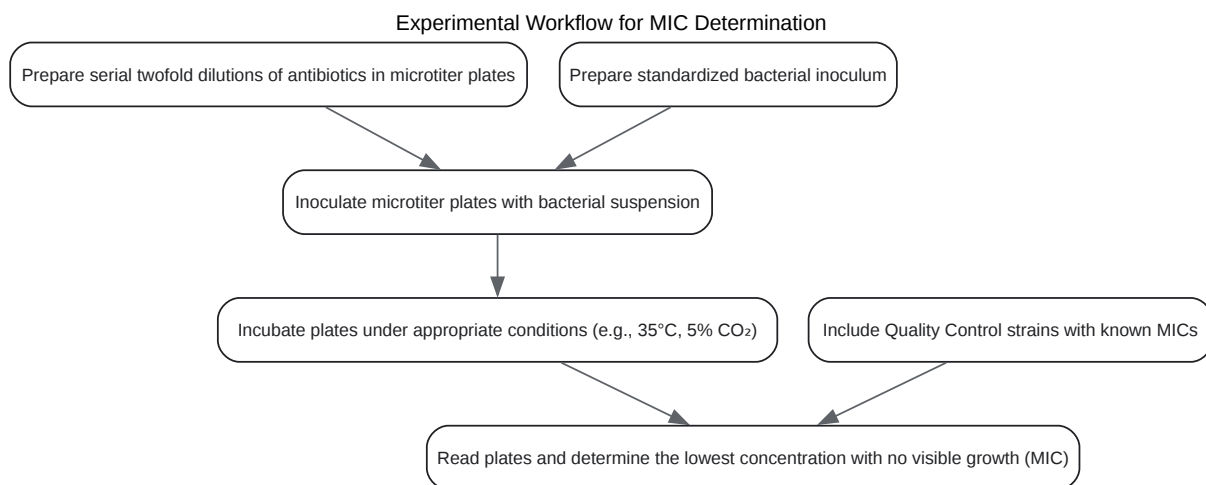 Experimental Workflow for MIC Determination
Prepare serial twofold dilutions of antibiotics in microtiter plates
Prepare standardized bacterial inoculum
Inoculate microtiter plates with bacterial suspension
Incubate plates under appropriate conditions (e.g., 35°C, 5% CO₂)
Include Quality Control strains with known MICs
Read plates and determine the lowest concentration with no visible growth (MIC)